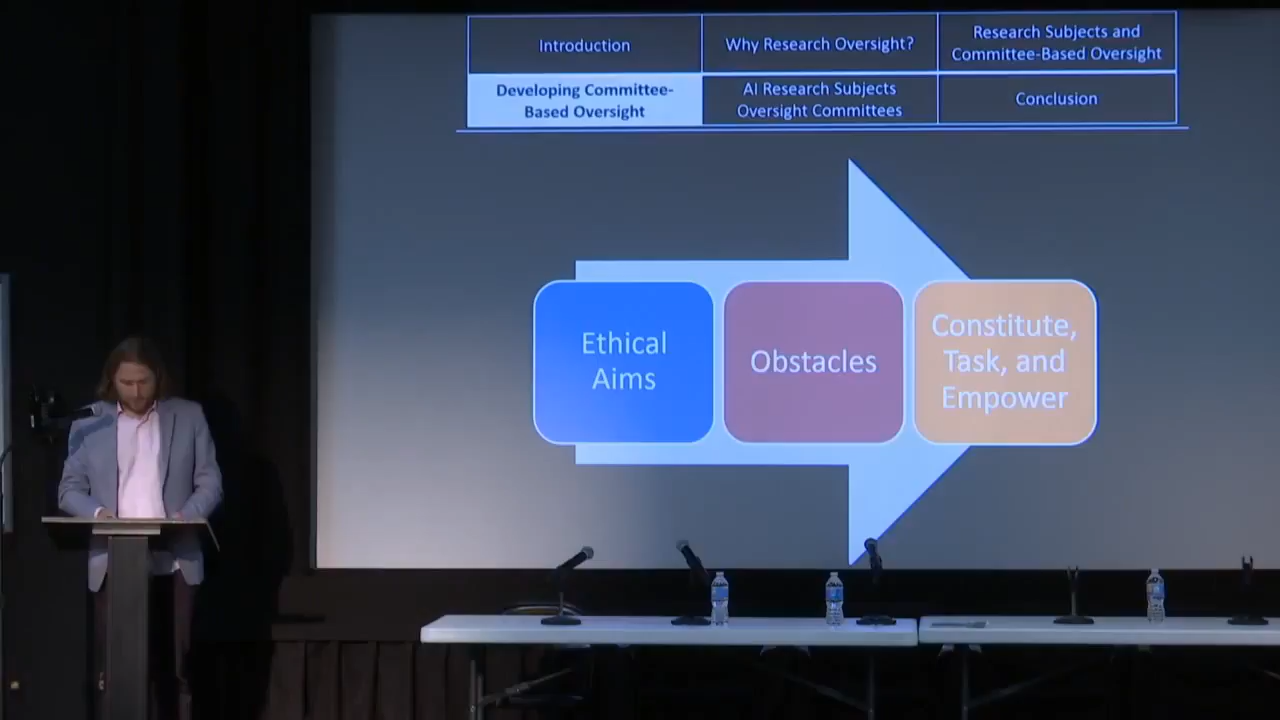 Introduction
Why Research Oversight?
Research Subjects and
Committee-Based Oversight
Developing Committee-
Based Oversight
AI Research Subjects
Oversight Committees
Conclusion
Ethical
Aims
Obstacles
Constitute,
Task, and
Empower